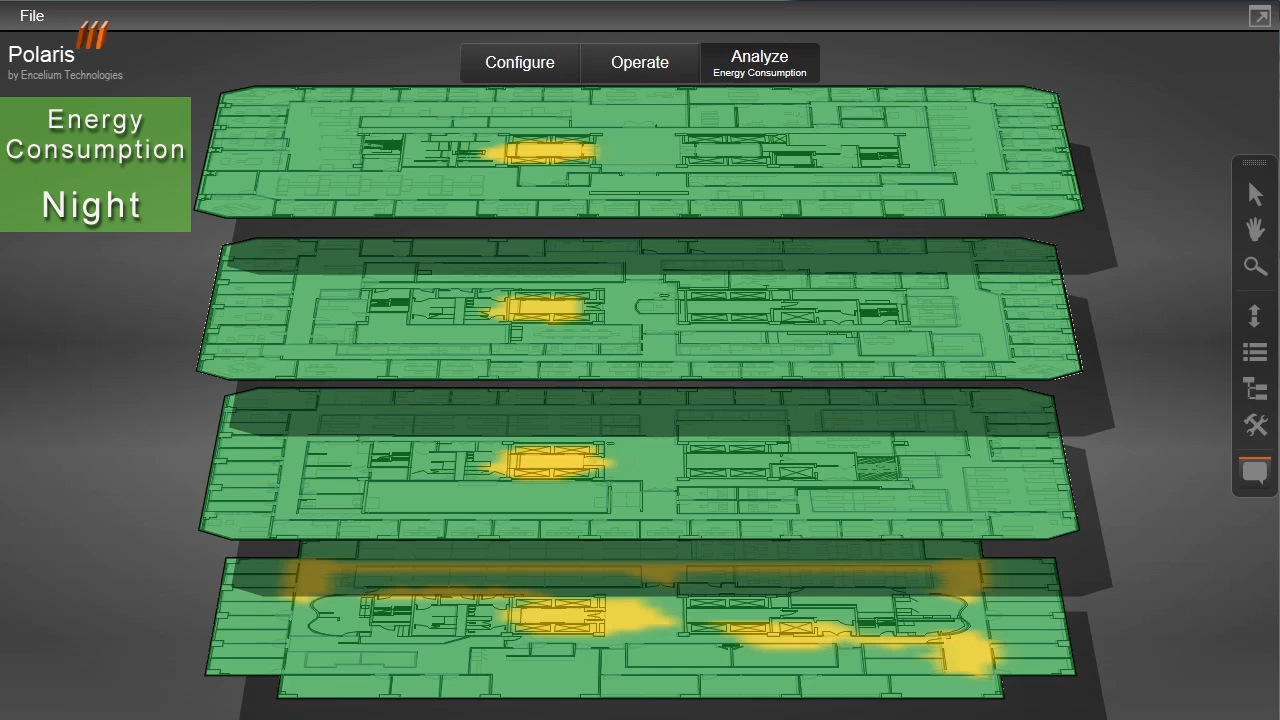 File
Polaris
by Encelium Technologies
Configure
Operate
Analyze
Energy Consumption
Energy
Consumption
Night